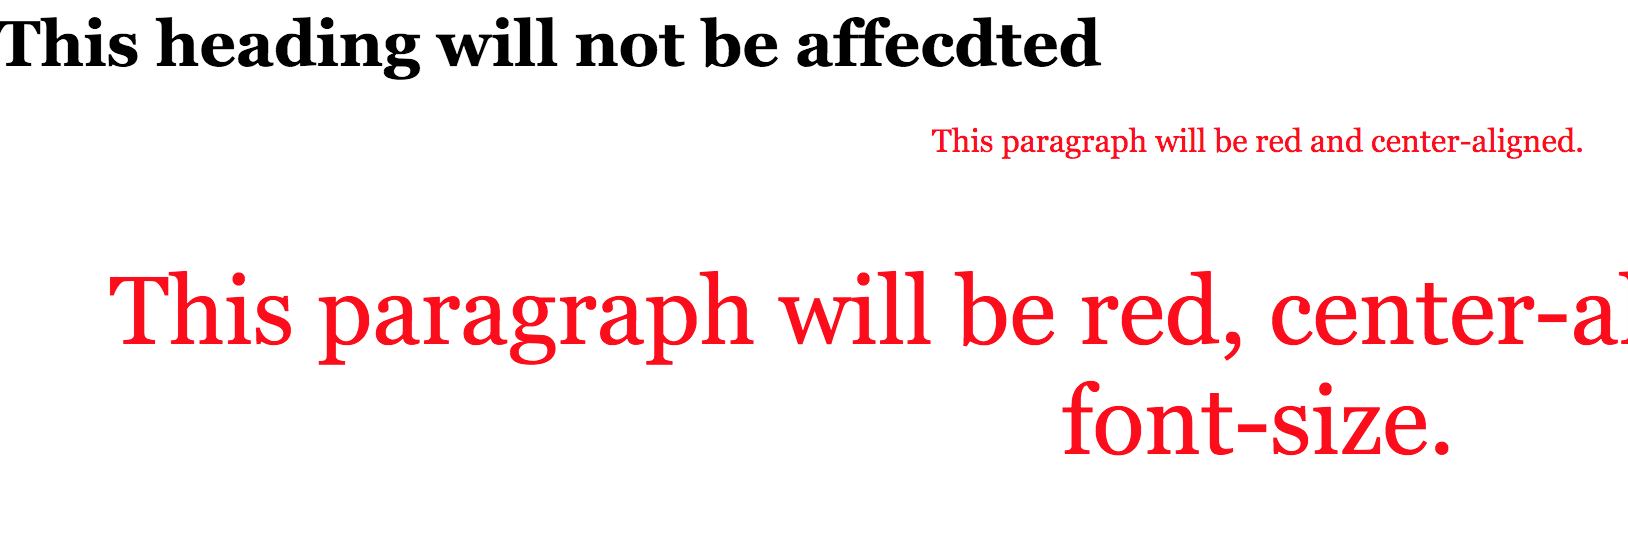 This heading will not be affecdted
This paragraph will be red and center-aligned.
This paragraph will be red, center-al
font-size.